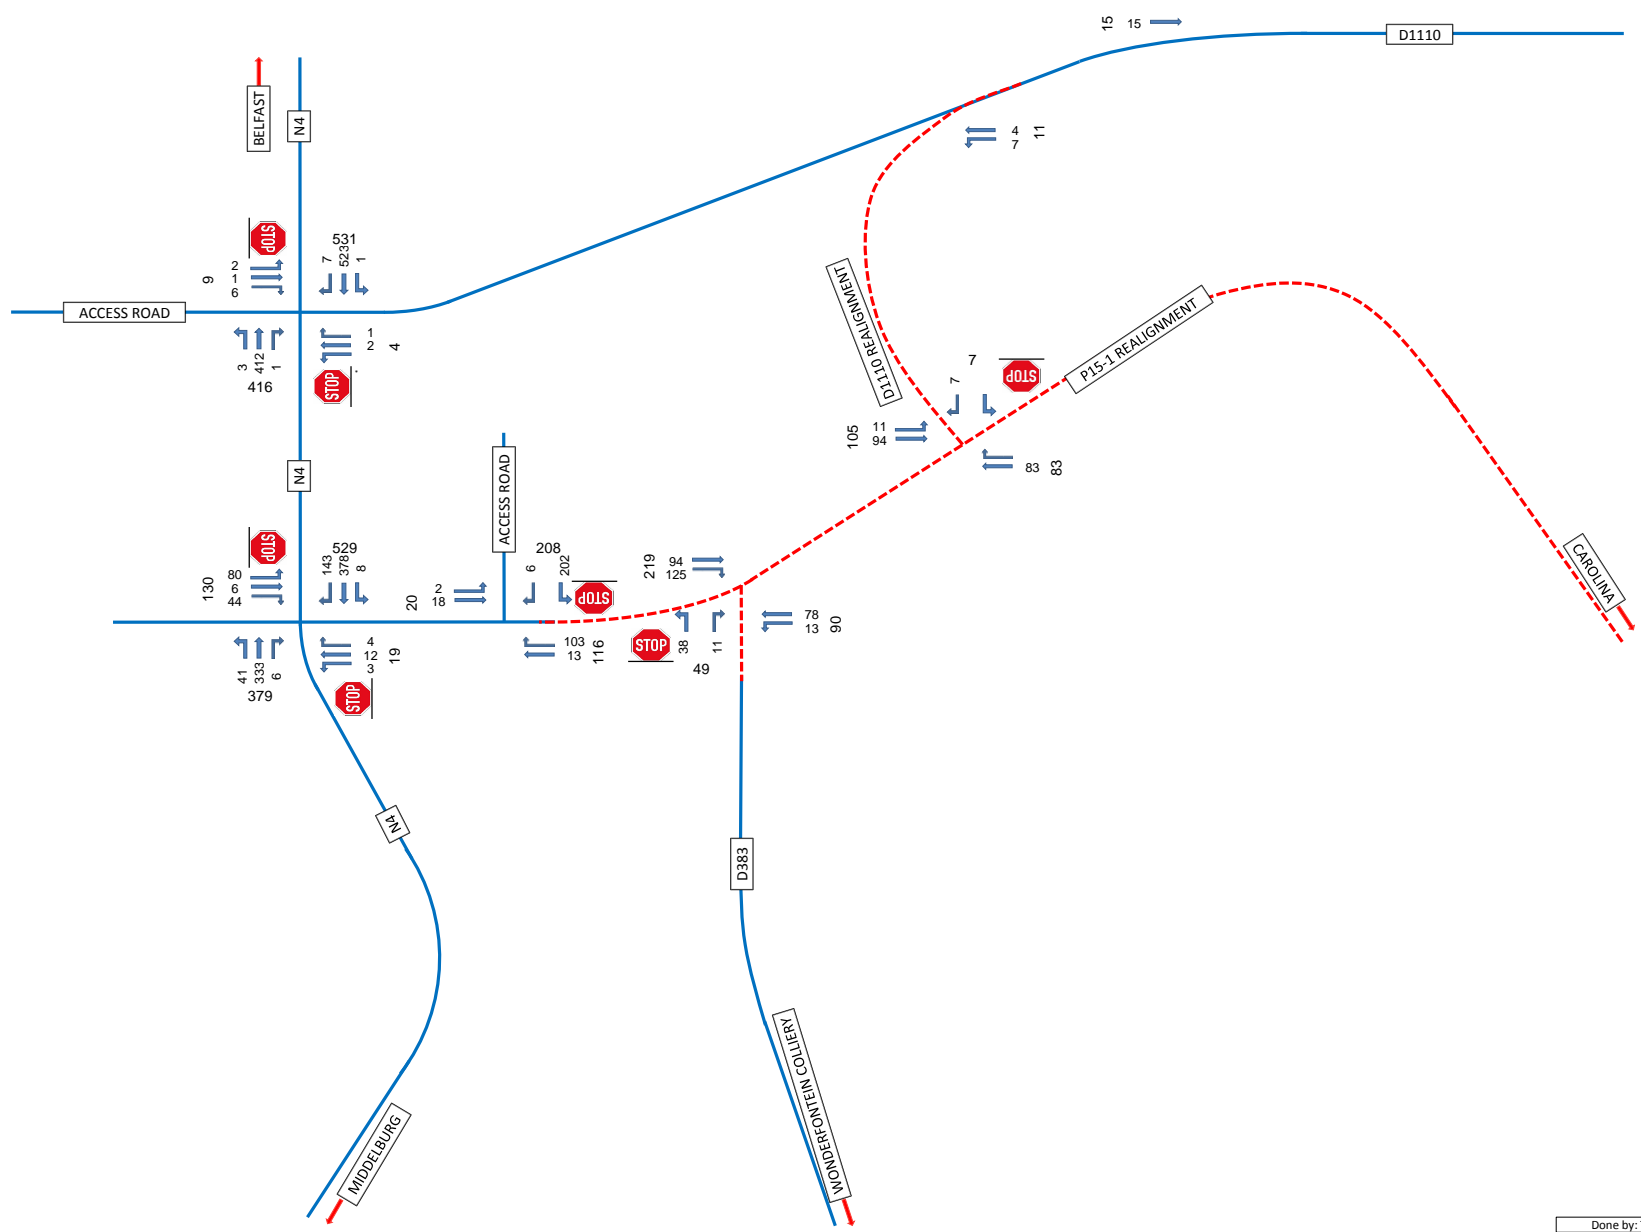 15 15
D1110
BELFAST
N4
4
7
11
STOP
531
7 523 1
9
2
1
6
ACCESS ROAD
1
2
4
3 412 1
416
STOP
D1110 REALIGNMENT
P15-1 REALIGNMENT
7
7
STOP
105
11
94
83 83
N4
ACCESS ROAD
STOP
529
143 378 8
130
80
6
44
20
2
18
208
6 202
STOP
219
94
125
CAROLINA
41 333 6
379
4
12
3
19
STOP
103
13
116
STOP
38 11
49
78
13
90
N4
D383
WONDERFONTEIN COLLIERY
MIDDELBURG
Done by: